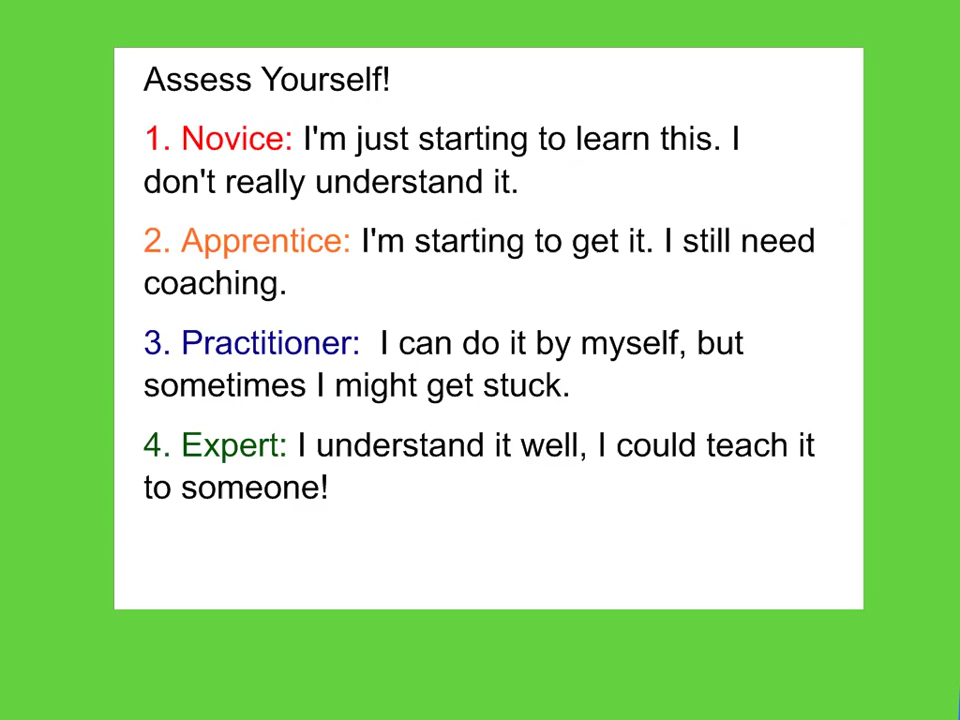 Assess Yourself!
1. Novice: I'm just starting to learn this. I
don't really understand it.
2. Apprentice: I'm starting to get it. I still need
coaching.
3. Practitioner:  I can do it by myself, but
sometimes I might get stuck.
4. Expert: I understand it well, I could teach it
to someone!